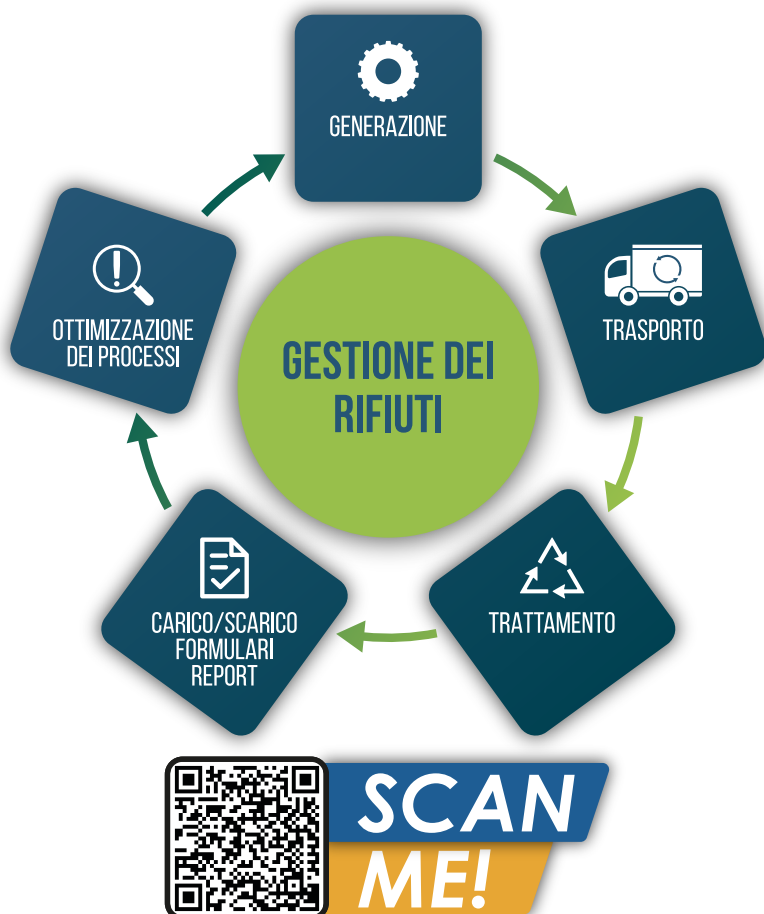 GENERAZIONE
TRASPORTO
OTTIMIZZAZIONE
DEI PROCESSI
GESTIONE DEI
RIFIUTI
CARICO/SCARICO
FORMULARI
REPORT
TRATTAMENTO
SCAN
ME!